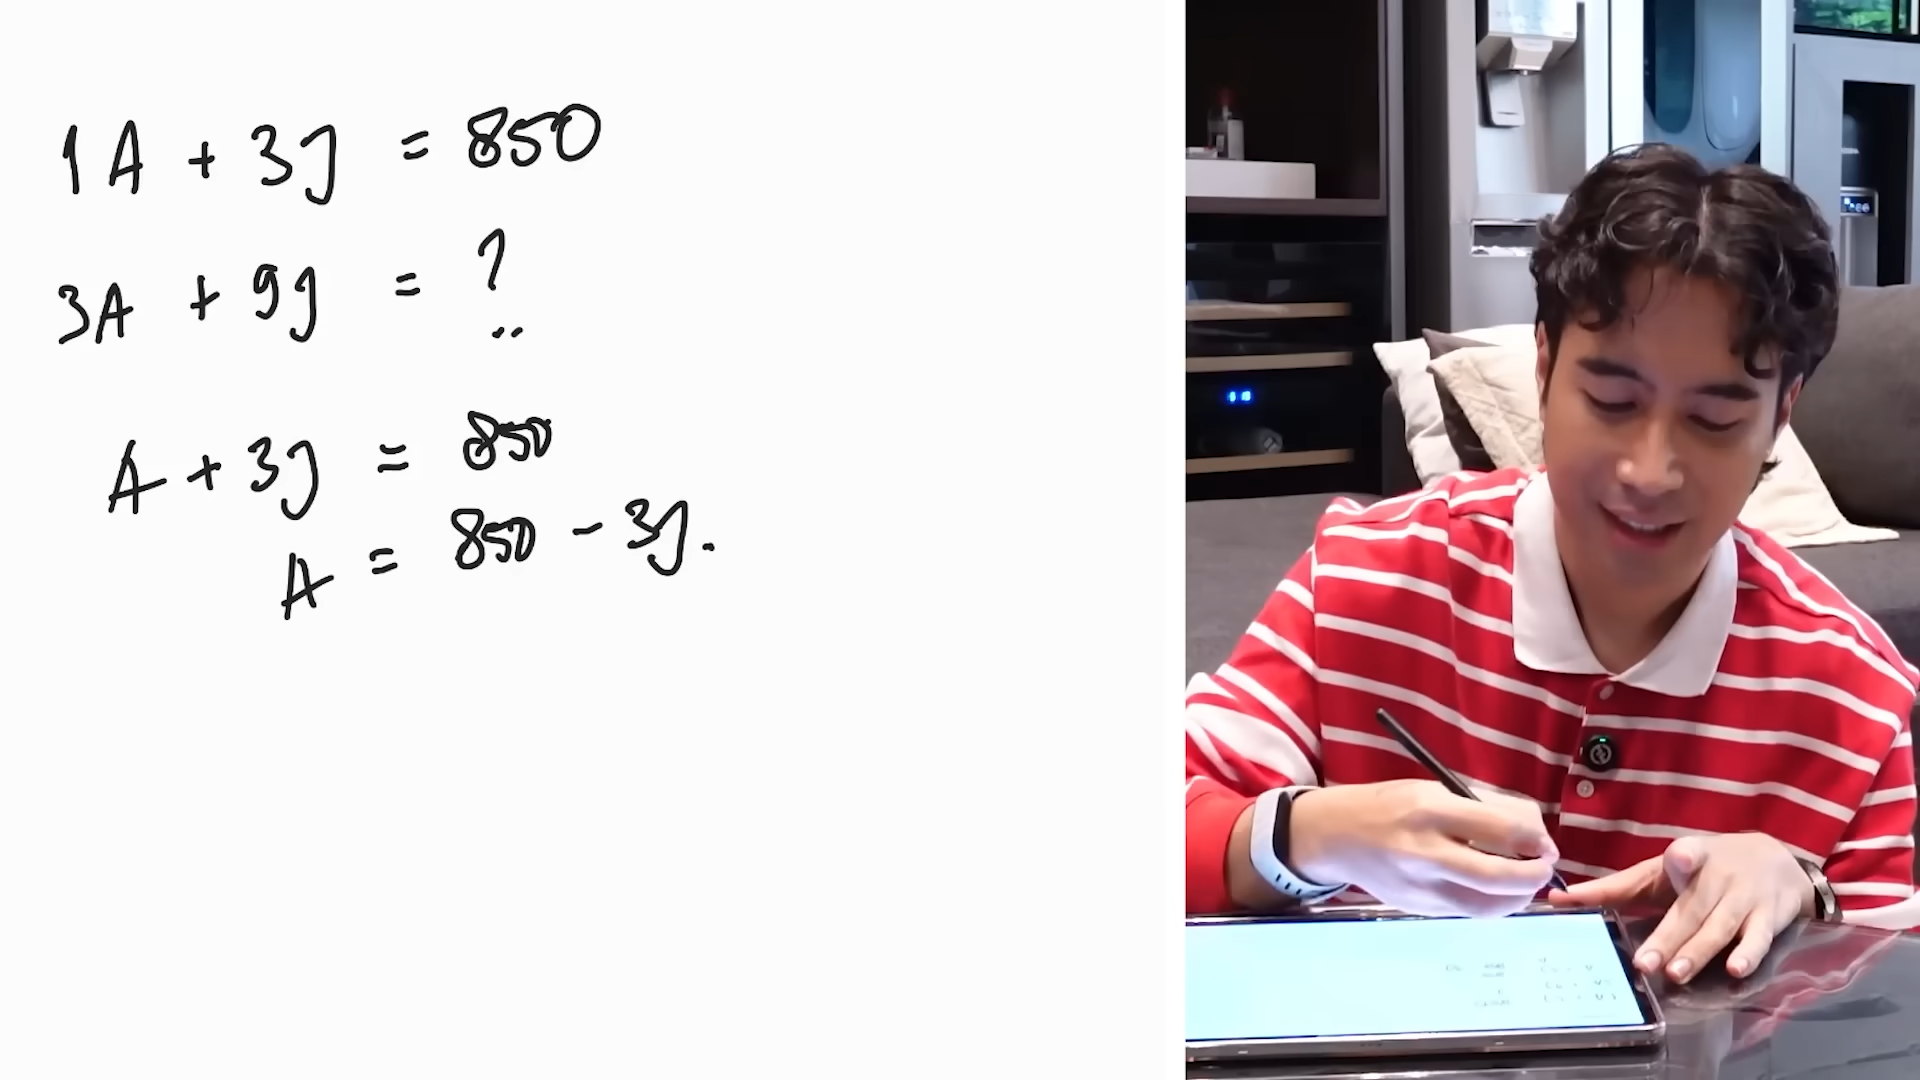 1A + 3J = 850
3A + 9J = ?
A + 3J = 850
A = 850 - 3J.